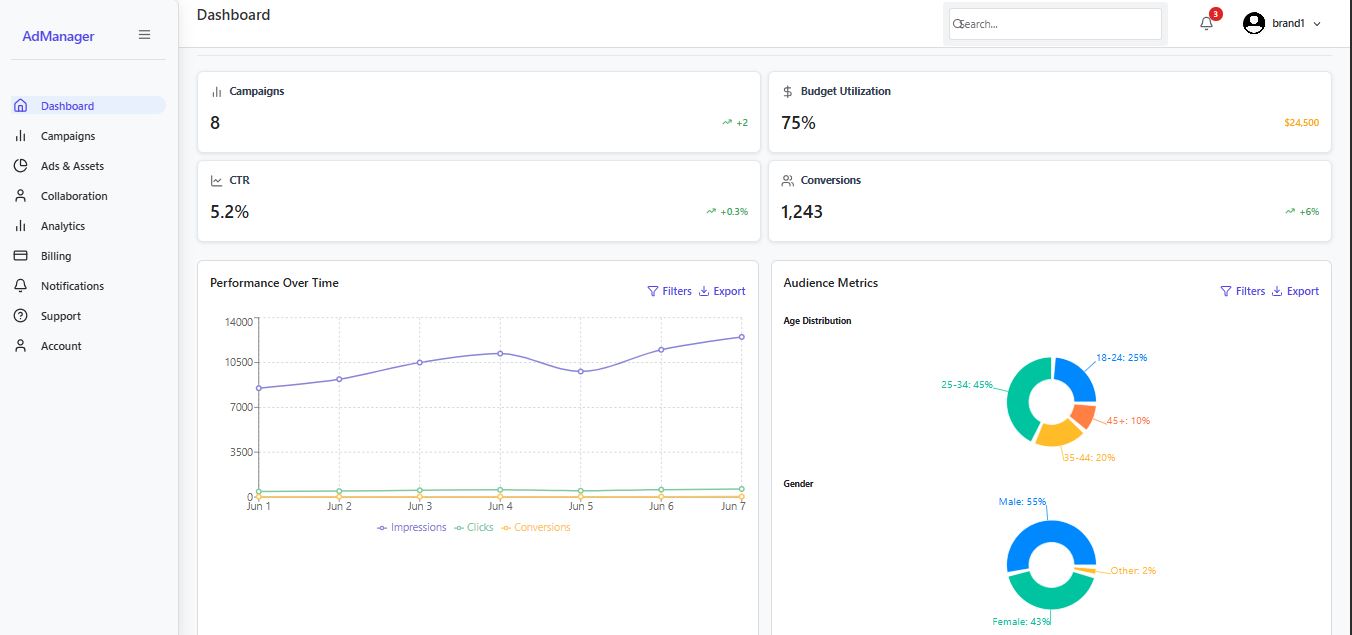 Dashboard
Search...
3
brand1
AdManager
Dashboard
Campaigns
Ads & Assets
Collaboration
Analytics
Billing
Notifications
Support
Account
Campaigns
8
+2
Budget Utilization
75%
$24,500
CTR
5.2%
+0.3%
Conversions
1,243
+6%
Performance Over Time
Filters Export
14000
10500
7000
3500
0
Jun 1 Jun 2 Jun 3 Jun 4 Jun 5 Jun 6 Jun 7
Impressions Clicks Conversions
Audience Metrics
Filters Export
Age Distribution
18-24: 25%
25-34: 45%
45+: 10%
35-44: 20%
Gender
Male: 55%
Other: 2%
Female: 43%